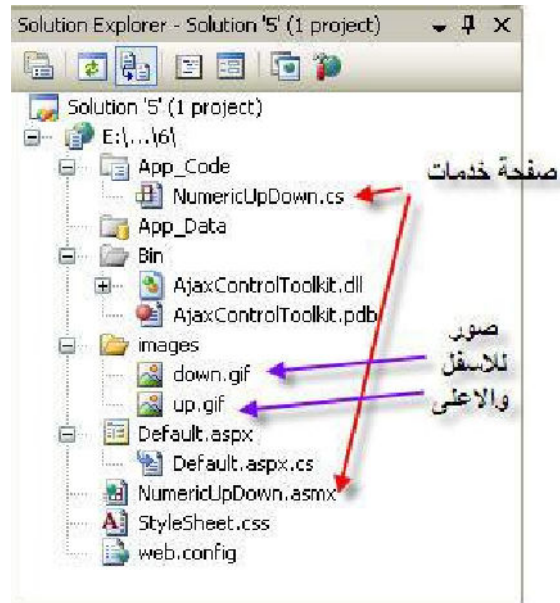 Solution Explorer - Solution '5' (1 project)
Solution '5' (1 project)
E:\...\6\
App_Code
NumericUpDown.cs
صفحة خدمات
App_Data
Bin
AjaxControlToolkit.dll
AjaxControlToolkit.pdb
images
صور
للاسفل
والاعلى
down.gif
up.gif
Default.aspx
Default.aspx.cs
NumericUpDown.asmx
StyleSheet.css
web.config